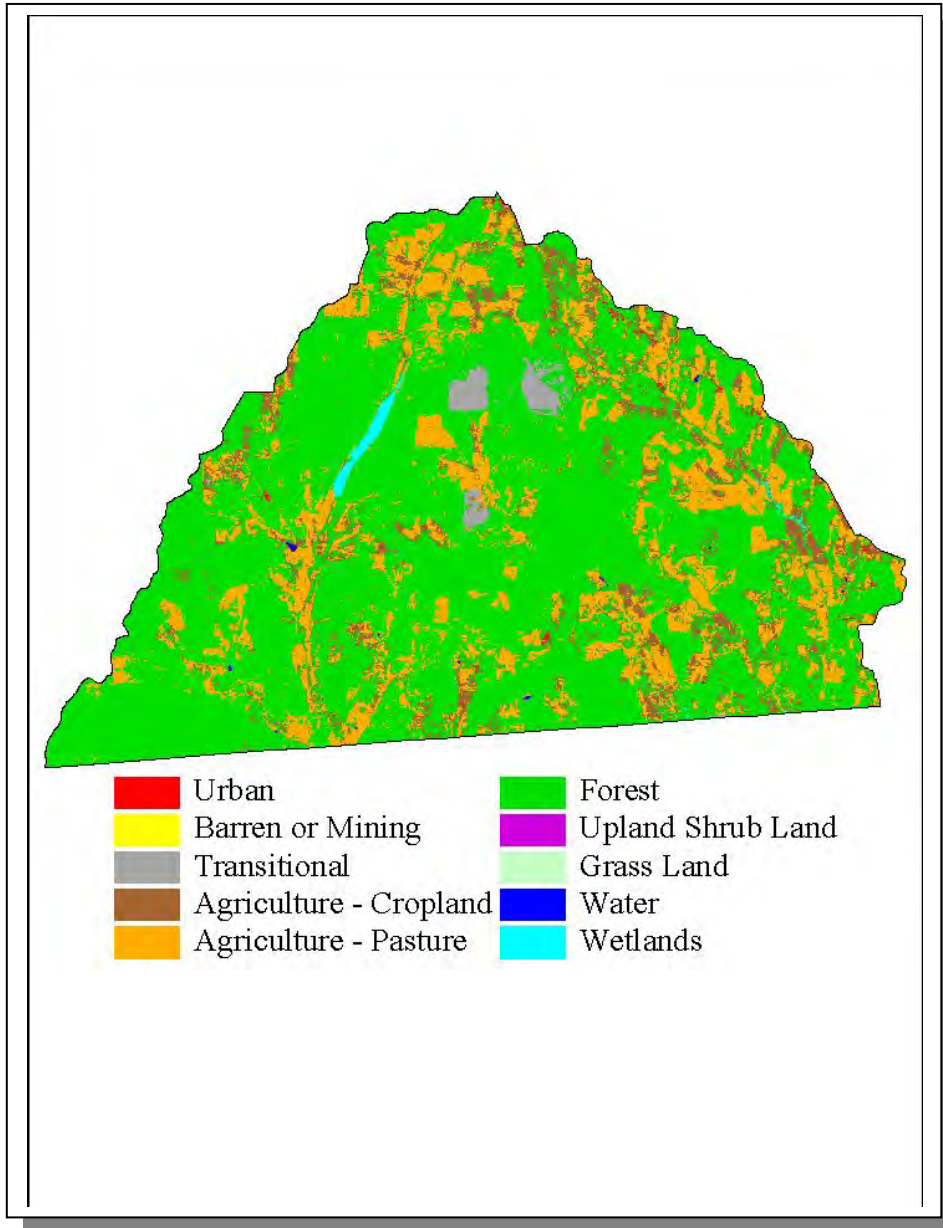 Urban
Barren or Mining
Transitional
Agriculture - Cropland
Agriculture - Pasture
Forest
Upland Shrub Land
Grass Land
Water
Wetlands